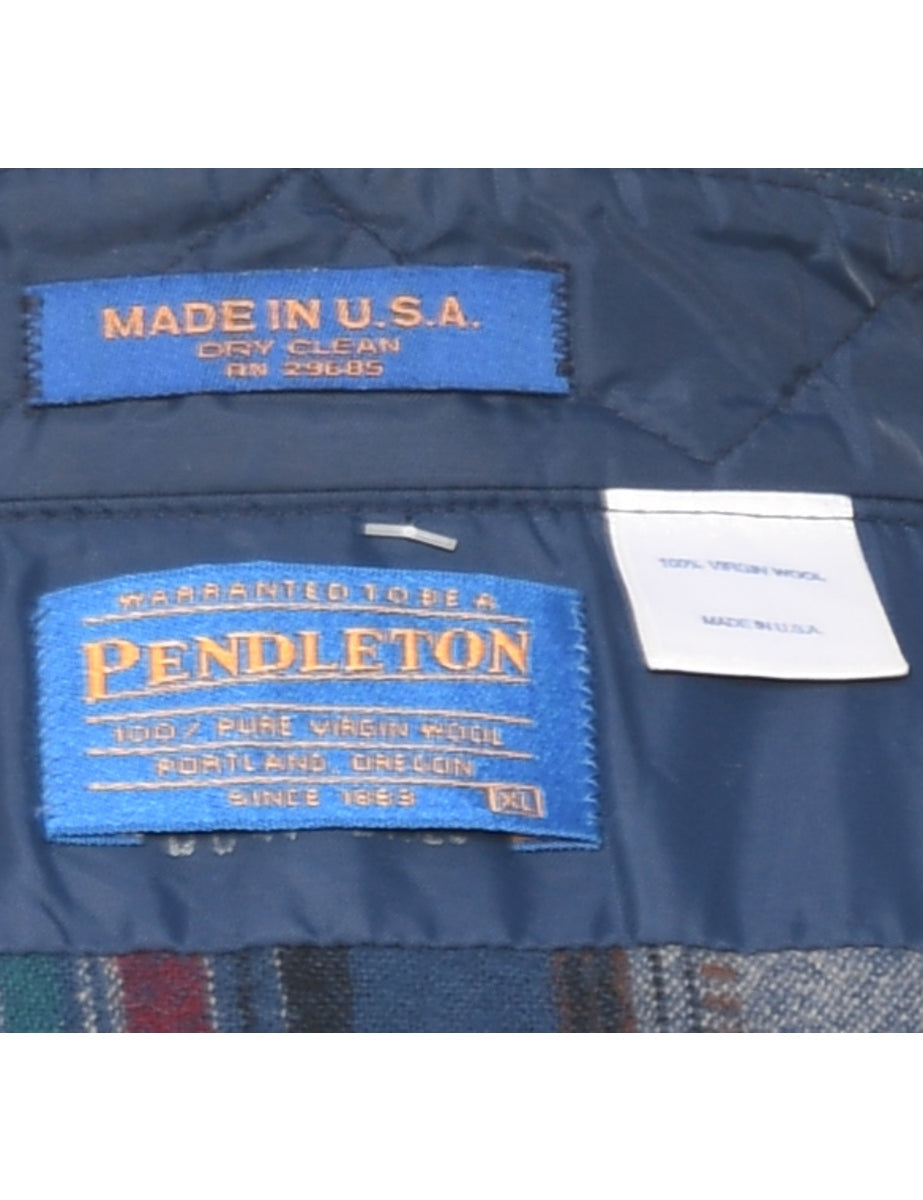 MADE IN U.S.A.
DRY CLEAN
RN 29685
100% VIRGIN WOOL
MADE IN U.S.A.
WARRANTED TO BE A
PENDLETON
100% PURE VIRGIN WOOL
PORTLAND, OREGON
SINCE 1863
XL